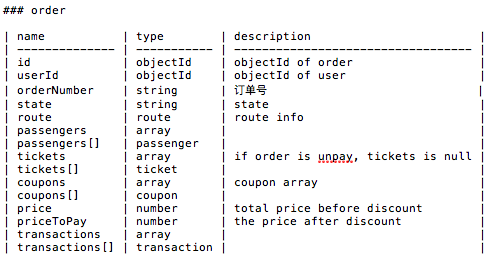 ### order
| name | type | description |
| -------------- | ----------- | ---------------------------------- |
| id | objectId | objectId of order |
| userId | objectId | objectId of user |
| orderNumber | string | 订单号 |
| state | string | state |
| route | route | route info |
| passengers | array | |
| passengers[] | passenger | |
| tickets | array | if order is unpay, tickets is null |
| tickets[] | ticket | |
| coupons | array | coupon array |
| coupons[] | coupon | |
| price | number | total price before discount |
| priceToPay | number | the price after discount |
| transactions | array | |
| transactions[] | transaction | |